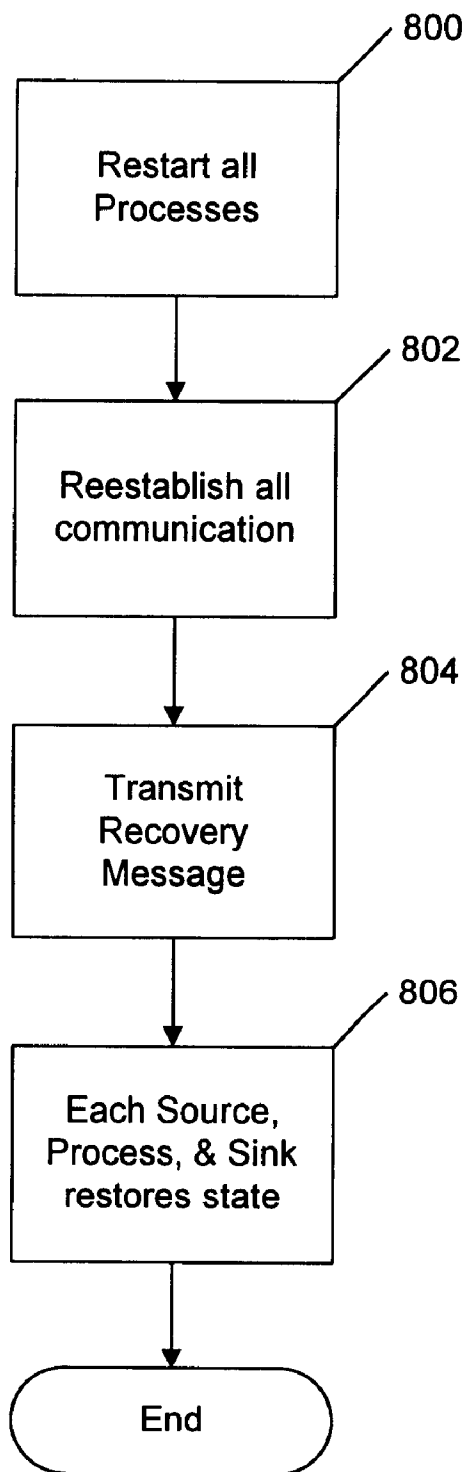 800
Restart all
Processes
802
Reestablish all
communication
804
Transmit
Recovery
Message
806
Each Source,
Process, & Sink
restores state
End